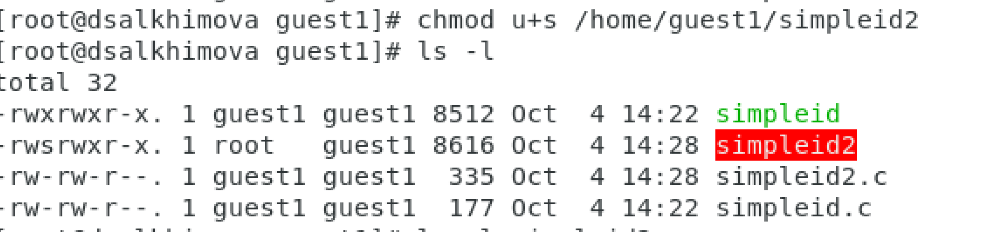 [root@dsalkhimova guest1]# chmod u+s /home/guest1/simpleid2
[root@dsalkhimova guest1]# ls -l
total 32
-rwxrwxr-x. 1 guest1 guest1 8512 Oct  4 14:22 simpleid
-rwsrwxr-x. 1 root   guest1 8616 Oct  4 14:28 simpleid2
-rw-rw-r--. 1 guest1 guest1  335 Oct  4 14:28 simpleid2.c
-rw-rw-r--. 1 guest1 guest1  177 Oct  4 14:22 simpleid.c